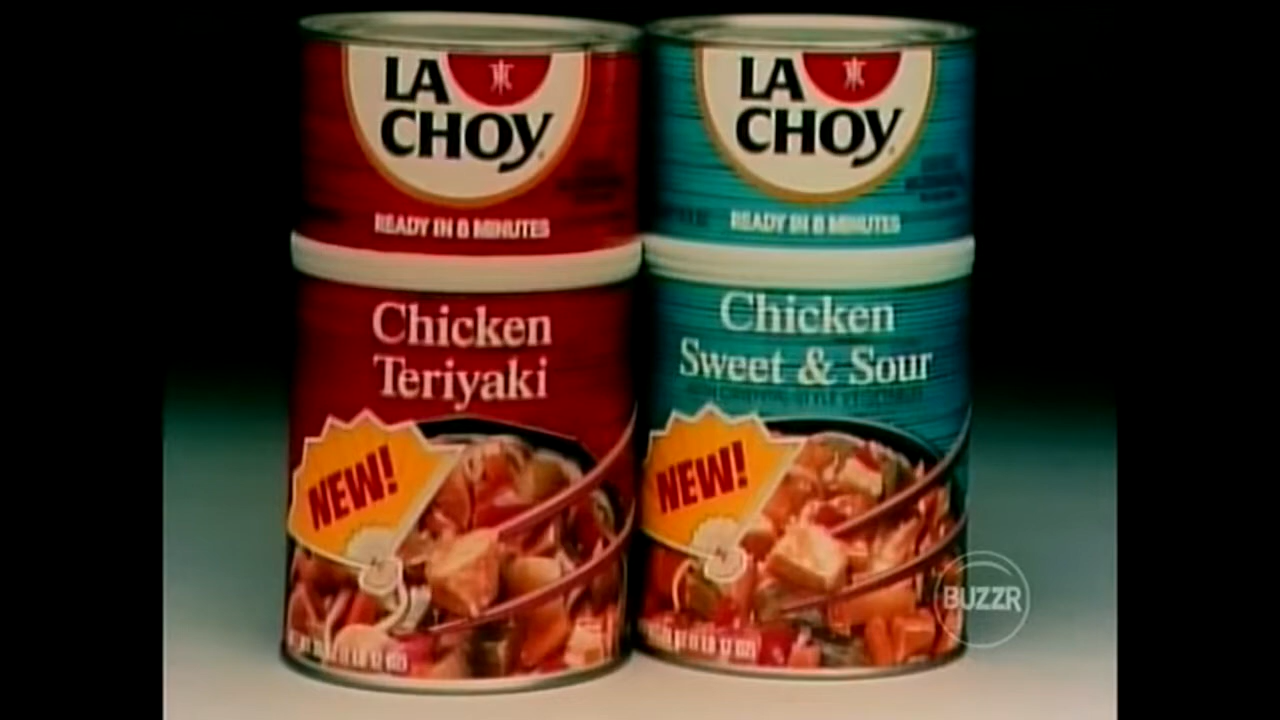 LA
CHOY
READY IN 8 MINUTES
Chicken
Teriyaki
NEW!
LA
CHOY
READY IN 8 MINUTES
Chicken
Sweet & Sour
NEW!
BUZZR